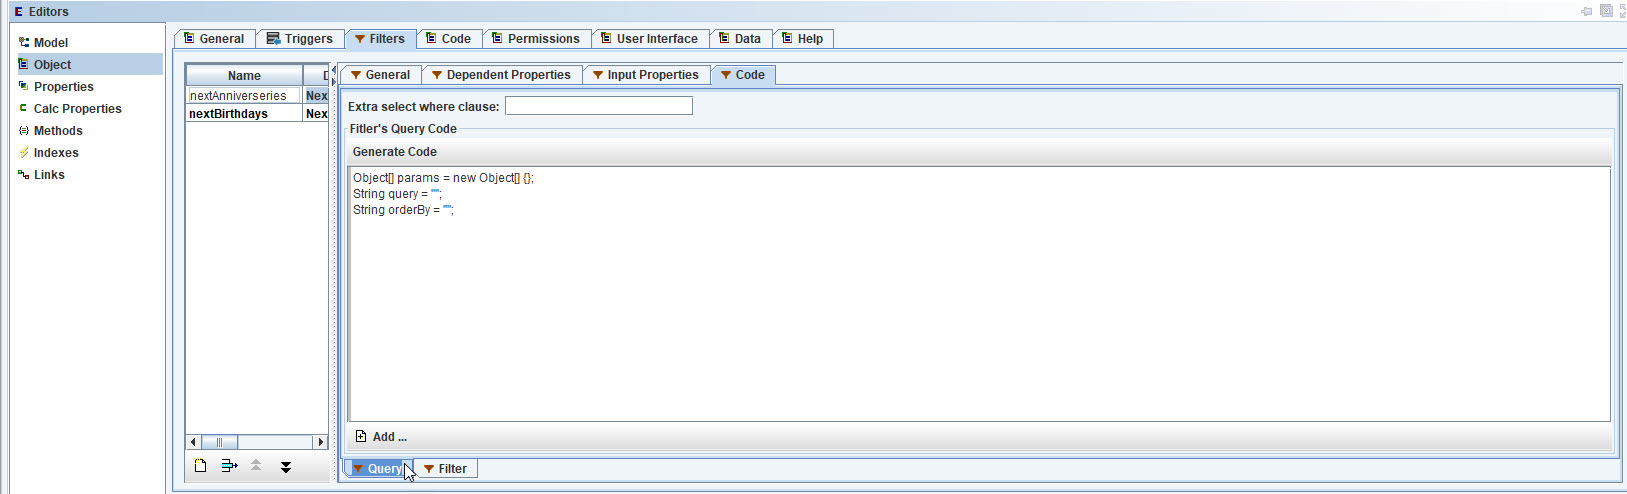 E Editors
Model
Object
Properties
Calc Properties
Methods
Indexes
Links
General Triggers Filters Code Permissions User Interface Data Help
Name D
nextAnniverseries Nex
nextBirthdays Nex
General Dependent Properties Input Properties Code
Extra select where clause:
Fitler's Query Code
Generate Code
Object[] params = new Object[] {};
String query = "";
String orderBy = "";
Add ...
Query Filter